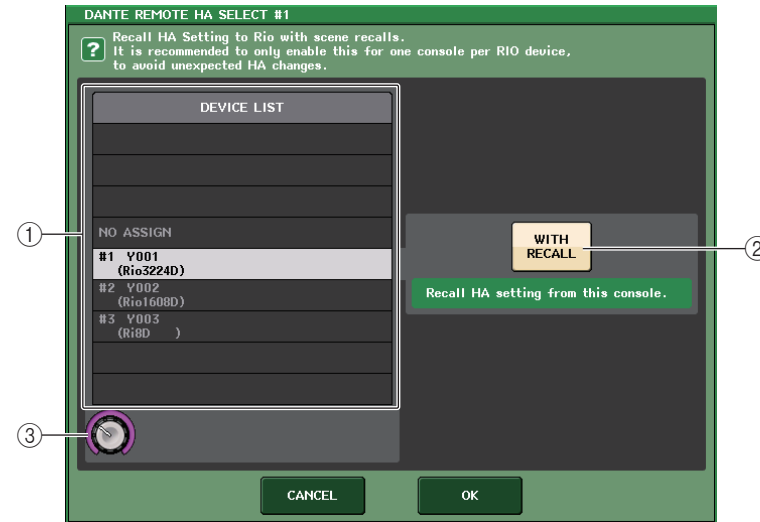 DANTE REMOTE HA SELECT #1
? Recall HA Setting to Rio with scene recalls.
It is recommended to only enable this for one console per RIO device,
to avoid unexpected HA changes.
DEVICE LIST
NO ASSIGN
#1 Y001
(Rio3224D)
#2 Y002
(Rio1608D)
#3 Y003
(Ri8D )
①
WITH
RECALL
②
Recall HA setting from this console.
③
CANCEL
OK